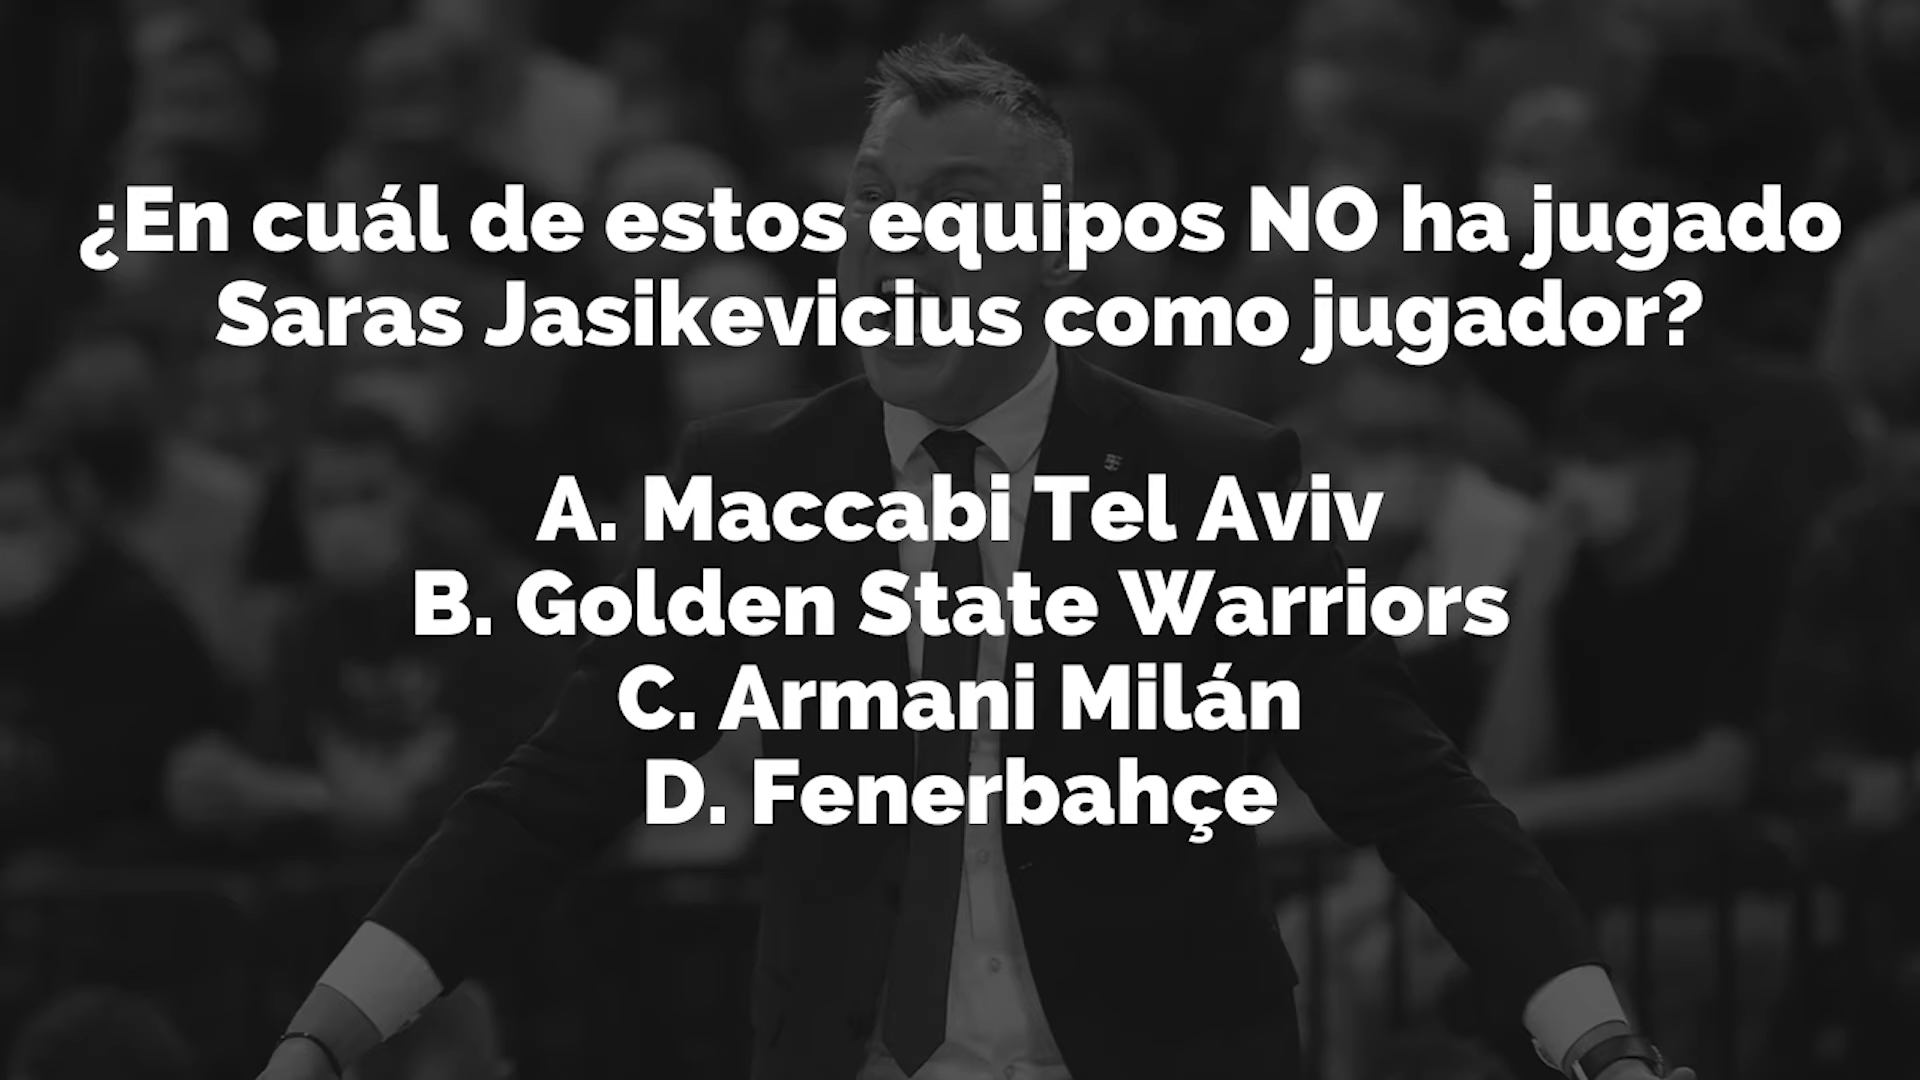 ¿En cuál de estos equipos NO ha jugado
Saras Jasikevicius como jugador?
A. Maccabi Tel Aviv
B. Golden State Warriors
C. Armani Milán
D. Fenerbahçe